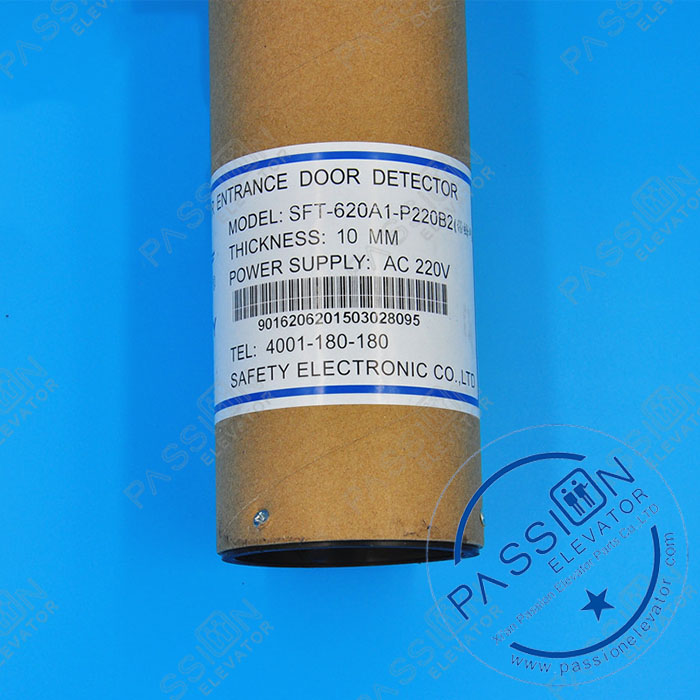 ENTRANCE DOOR DETECTOR
MODEL: SFT-620A1-P220B2
THICKNESS: 10 MM
POWER SUPPLY: AC 220V
9016206201503028095
TEL: 4001-180-180
SAFETY ELECTRONIC CO.,LTD
PASSION
ELEVATOR
www.passionelevator.com